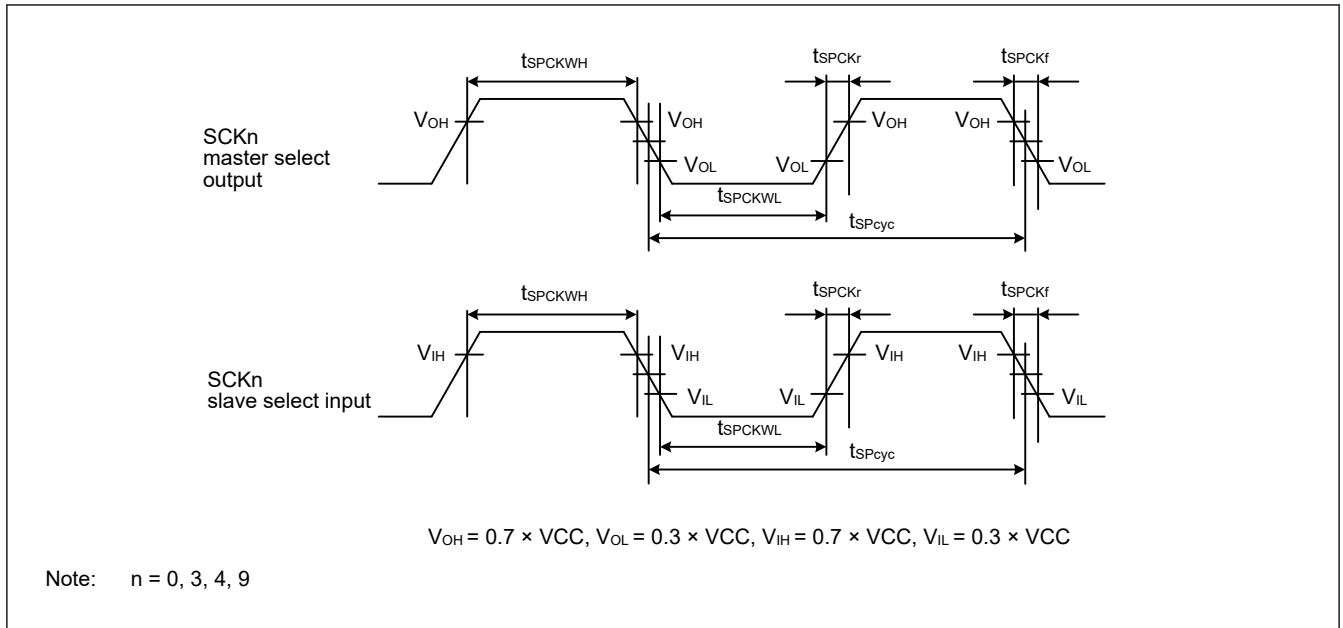 tSPCKWH
tSPCKr
tSPCKf
VOH
VOH
VOH
VOH
SCKn
master select
output
VOL
VOL
VOL
tSPCKWL
tSPcyc
tSPCKWH
tSPCKr
tSPCKf
VIH
VIH
VIH
VIH
SCKn
slave select input
VIL
VIL
VIL
tSPCKWL
tSPcyc
VOH = 0.7 × VCC, VOL = 0.3 × VCC, VIH = 0.7 × VCC, VIL = 0.3 × VCC
Note: n = 0, 3, 4, 9